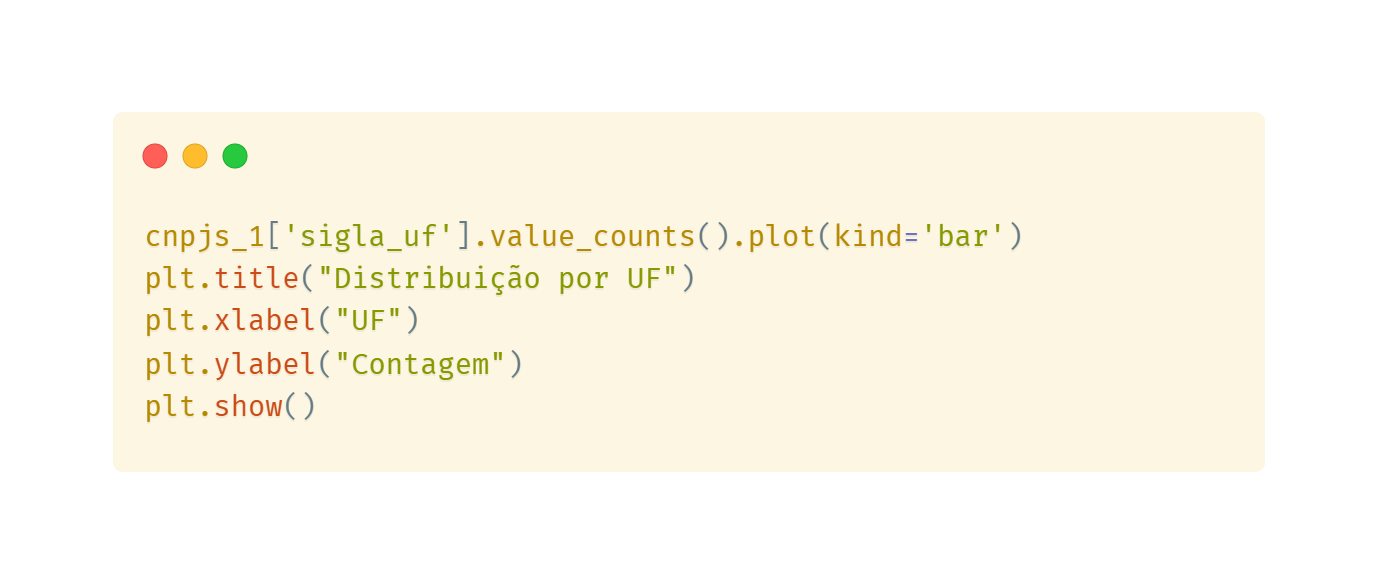 cnpjs_1['sigla_uf'].value_counts().plot(kind='bar')
plt.title("Distribuição por UF")
plt.xlabel("UF")
plt.ylabel("Contagem")
plt.show()